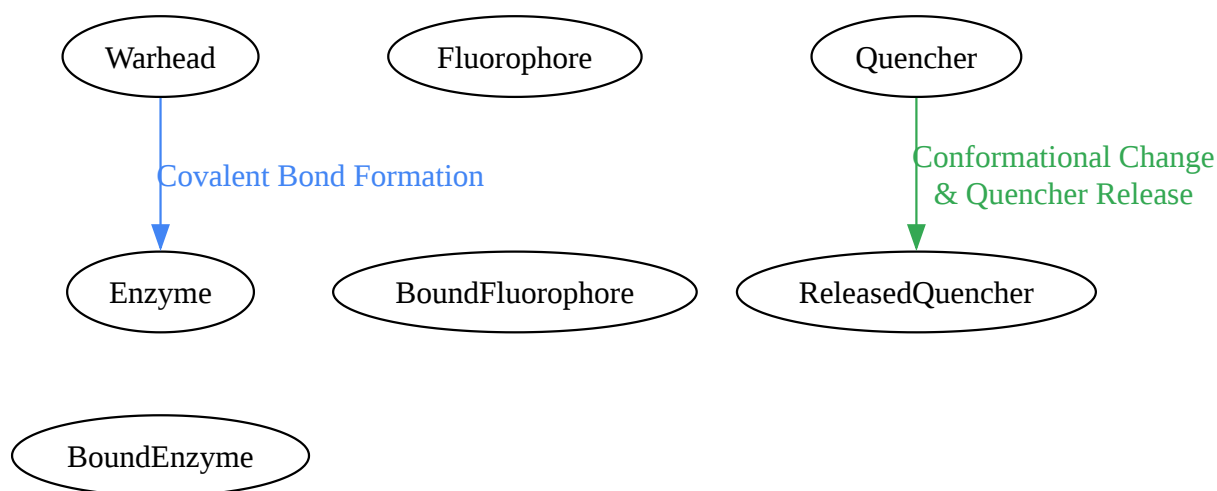 Warhead
Fluorophore
Quencher
Covalent Bond Formation
Conformational Change
& Quencher Release
Enzyme
BoundFluorophore
ReleasedQuencher
BoundEnzyme